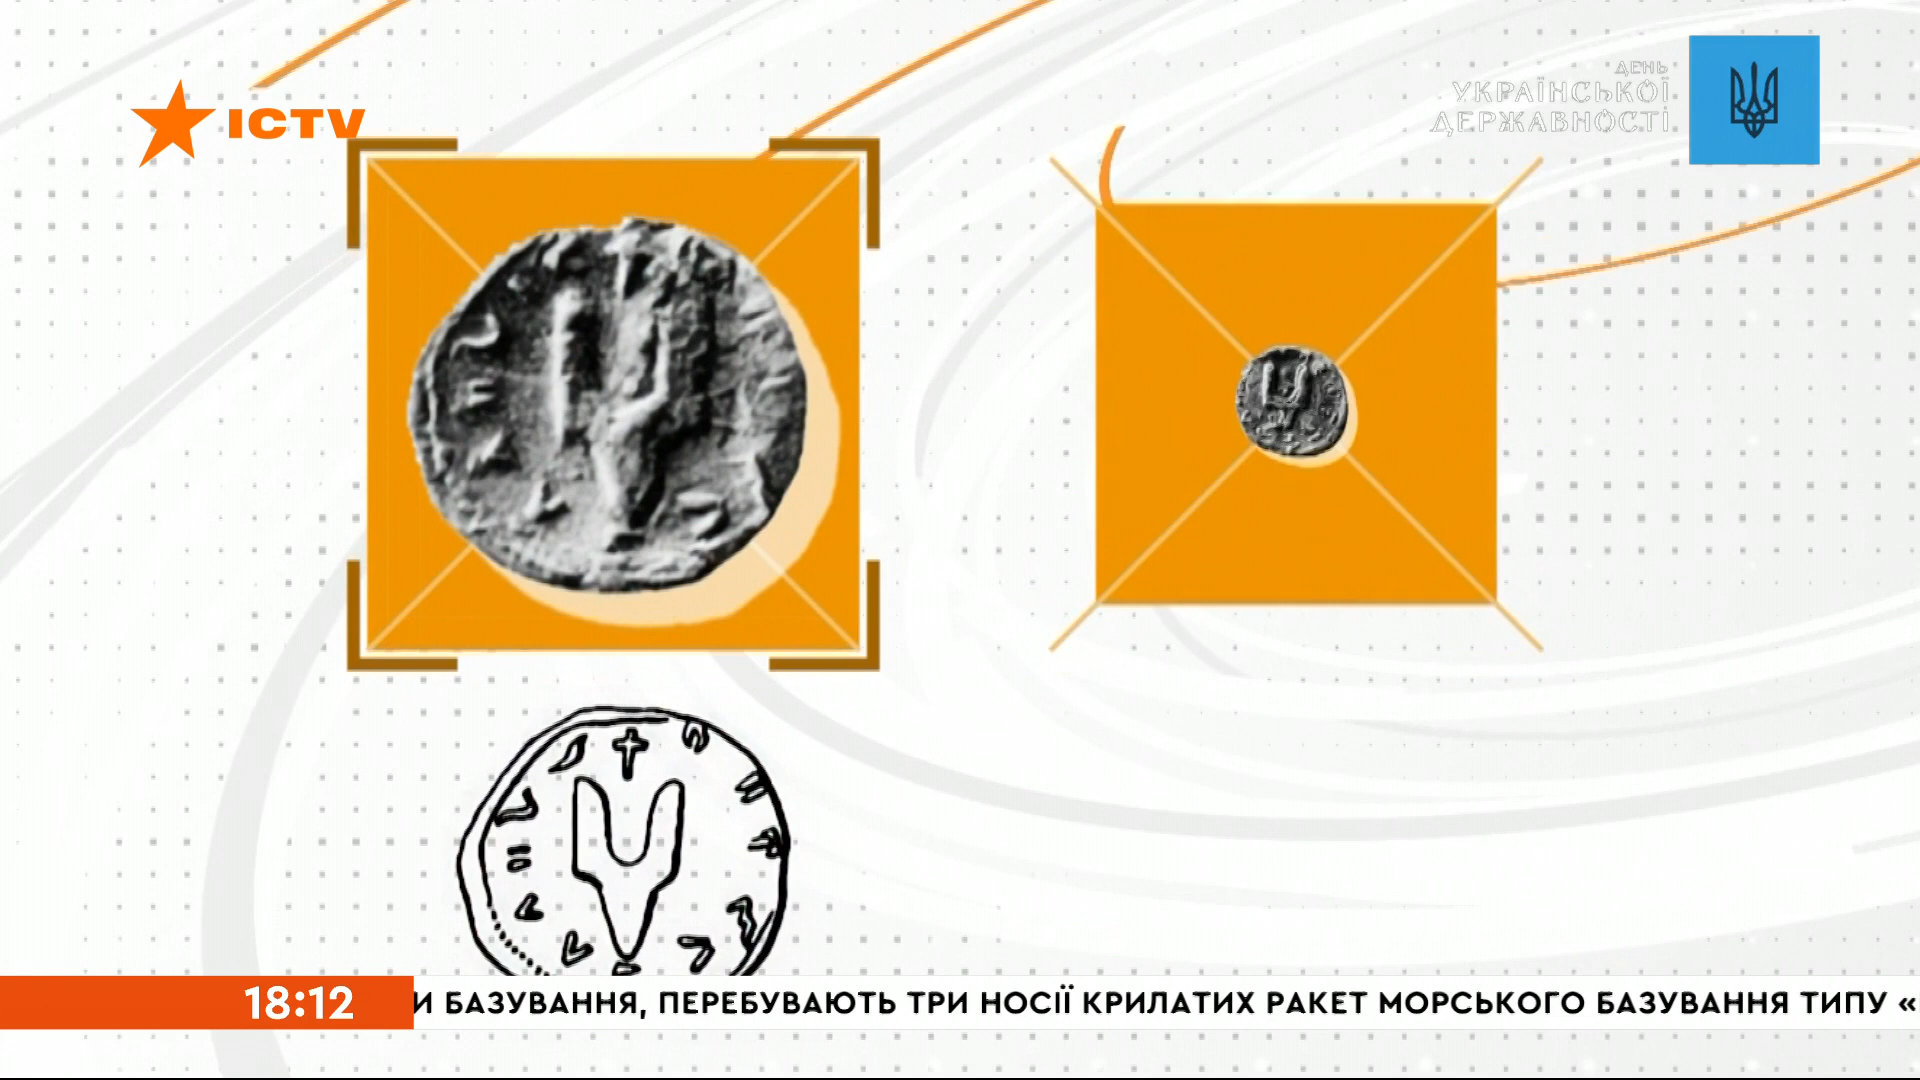 ICTV
ДЕНЬ
УКРАЇНСЬКОЇ
ДЕРЖАВНОСТІ
18:12
И БАЗУВАННЯ, ПЕРЕБУВАЮТЬ ТРИ НОСІЇ КРИЛАТИХ РАКЕТ МОРСЬКОГО БАЗУВАННЯ ТИПУ «